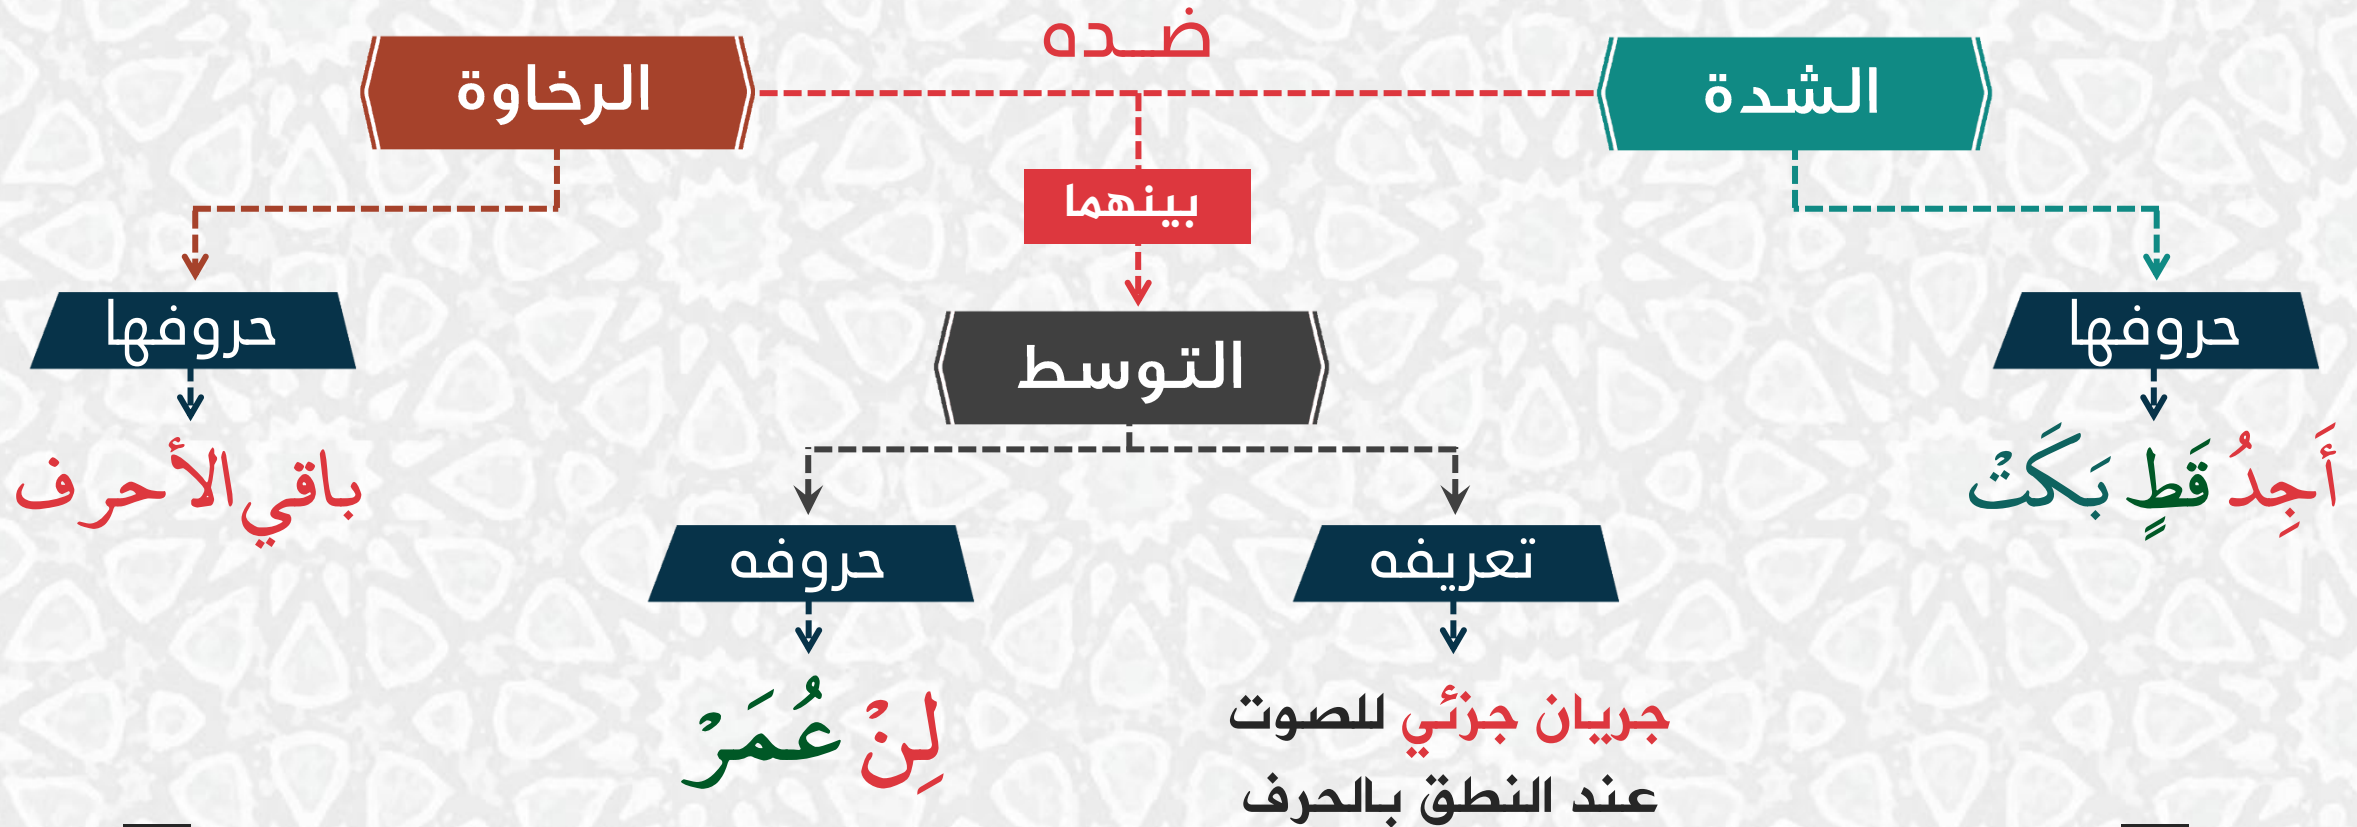 ضده
الشدة
الرخاوة
بينهما
حروفها
أَجِدُ قَطٍ بَكَتْ
التوسط
حروفها
باقي الأحرف
تعريفه
جريان جزئي للصوت
عند النطق بالحرف
حروفه
لِنْ عُمَرْ